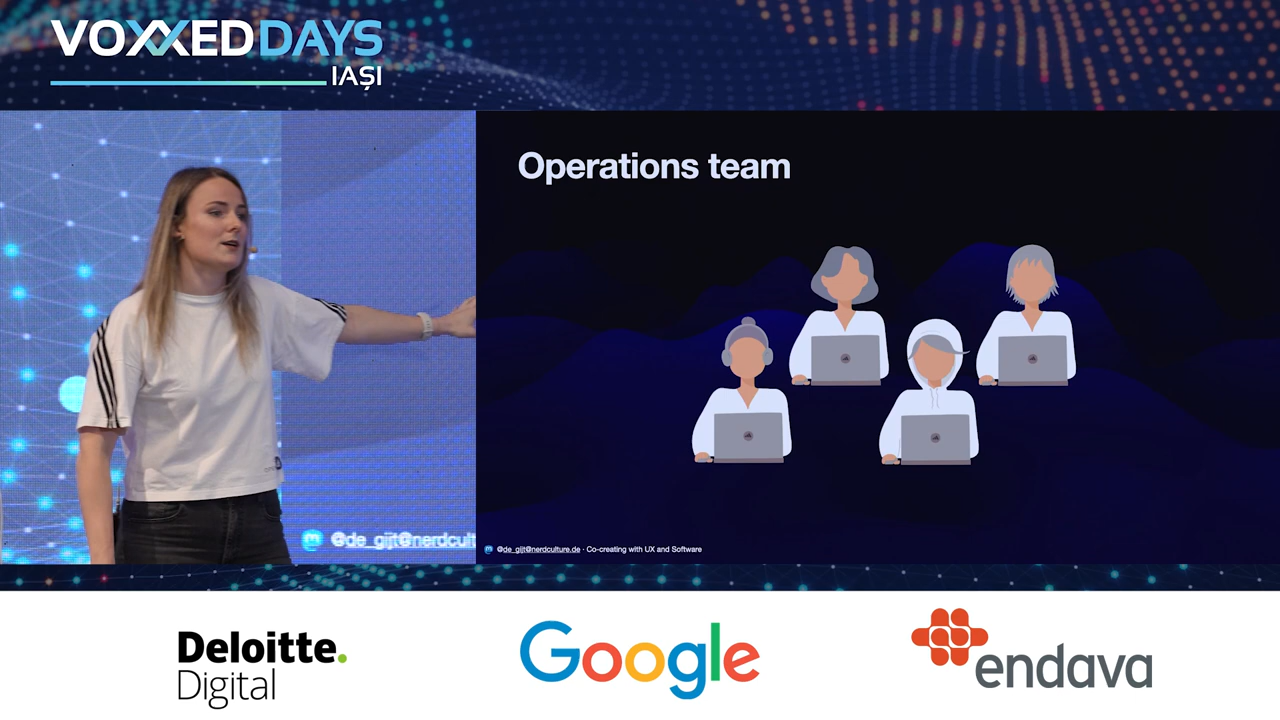 VOXXEDDAYS
IAȘI
Operations team
@de_gijt@nerdcult
@de_gijt@nerdculture.de · Co-creating with UX and Software
Deloitte.
Digital
Google
endava